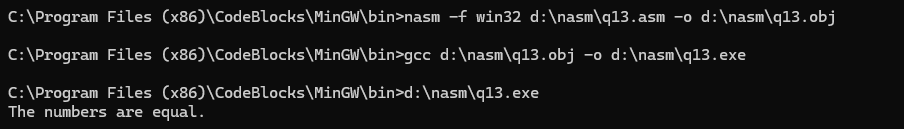 C:\Program Files (x86)\CodeBlocks\MinGW\bin>nasm -f win32 d:\nasm\q13.asm -o d:\nasm\q13.obj
C:\Program Files (x86)\CodeBlocks\MinGW\bin>gcc d:\nasm\q13.obj -o d:\nasm\q13.exe
C:\Program Files (x86)\CodeBlocks\MinGW\bin>d:\nasm\q13.exe
The numbers are equal.